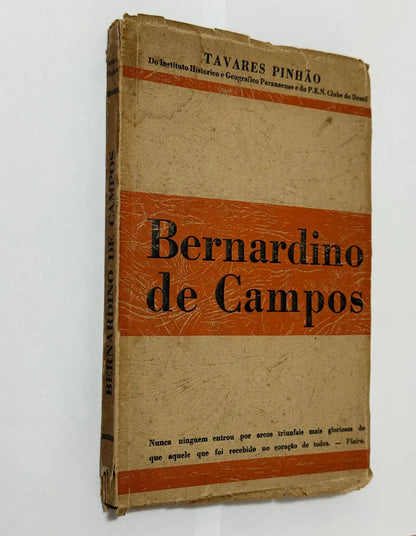 TAVARES PINHÃO
Do Instituto Historico e Geografico Paranaense e do P.E.N. Clube do Brasil
Bernardino
de Campos
Nunca ninguem entrou por arcos triunfais mais gloriosos do
que aquele que foi recebido no coração de todos. — Vieira.
BERNARDINO DE CAMPOS